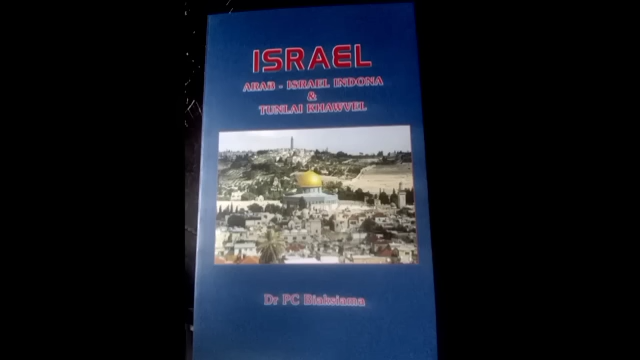 ISRAEL
ARAB - ISRAEL INDONA
&
TUNLAI KHAWVEL
Dr PC Biaksiama